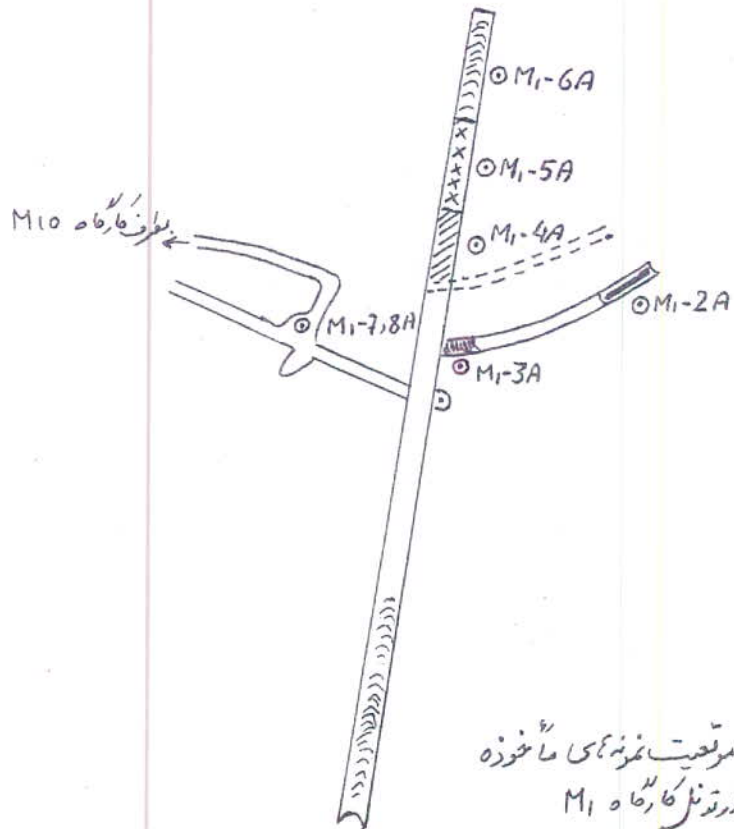 M1-6A
M1-5A
M1-4A
بطرف کارگاه M10
M1-2A
M1-7,8A
M1-3A
موقعیت نمونه‌های مأخوذه
در تونل کارگاه M1